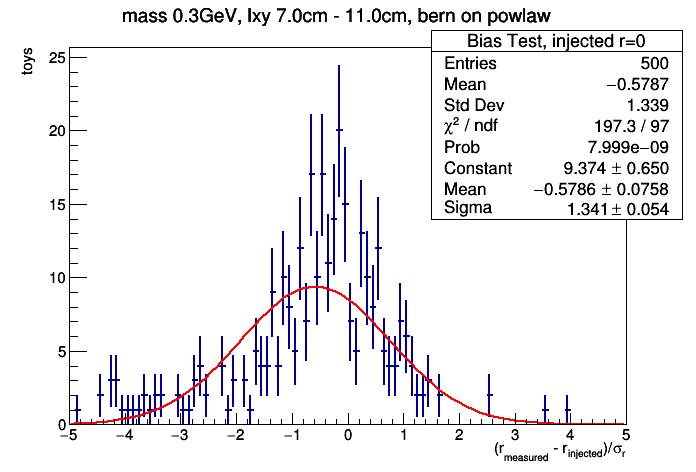 mass 0.3GeV, lxy 7.0cm - 11.0cm, bern on powlaw
Bias Test, injected r=0
Entries 500
Mean −0.5787
Std Dev 1.339
χ² / ndf 197.3 / 97
Prob 7.999e−09
Constant 9.374 ± 0.650
Mean −0.5786 ± 0.0758
Sigma 1.341 ± 0.054
toys
25
20
15
10
5
0
−5 −4 −3 −2 −1 0 1 2 3 4 5
(r_measured - r_injected)/σ_r